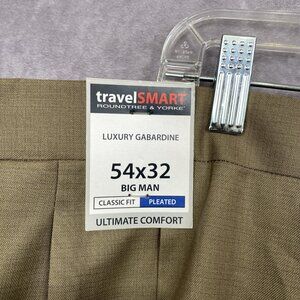 travelSMART
ROUNDTREE & YORKE
LUXURY GABARDINE
54x32
BIG MAN
CLASSIC FIT PLEATED
ULTIMATE COMFORT